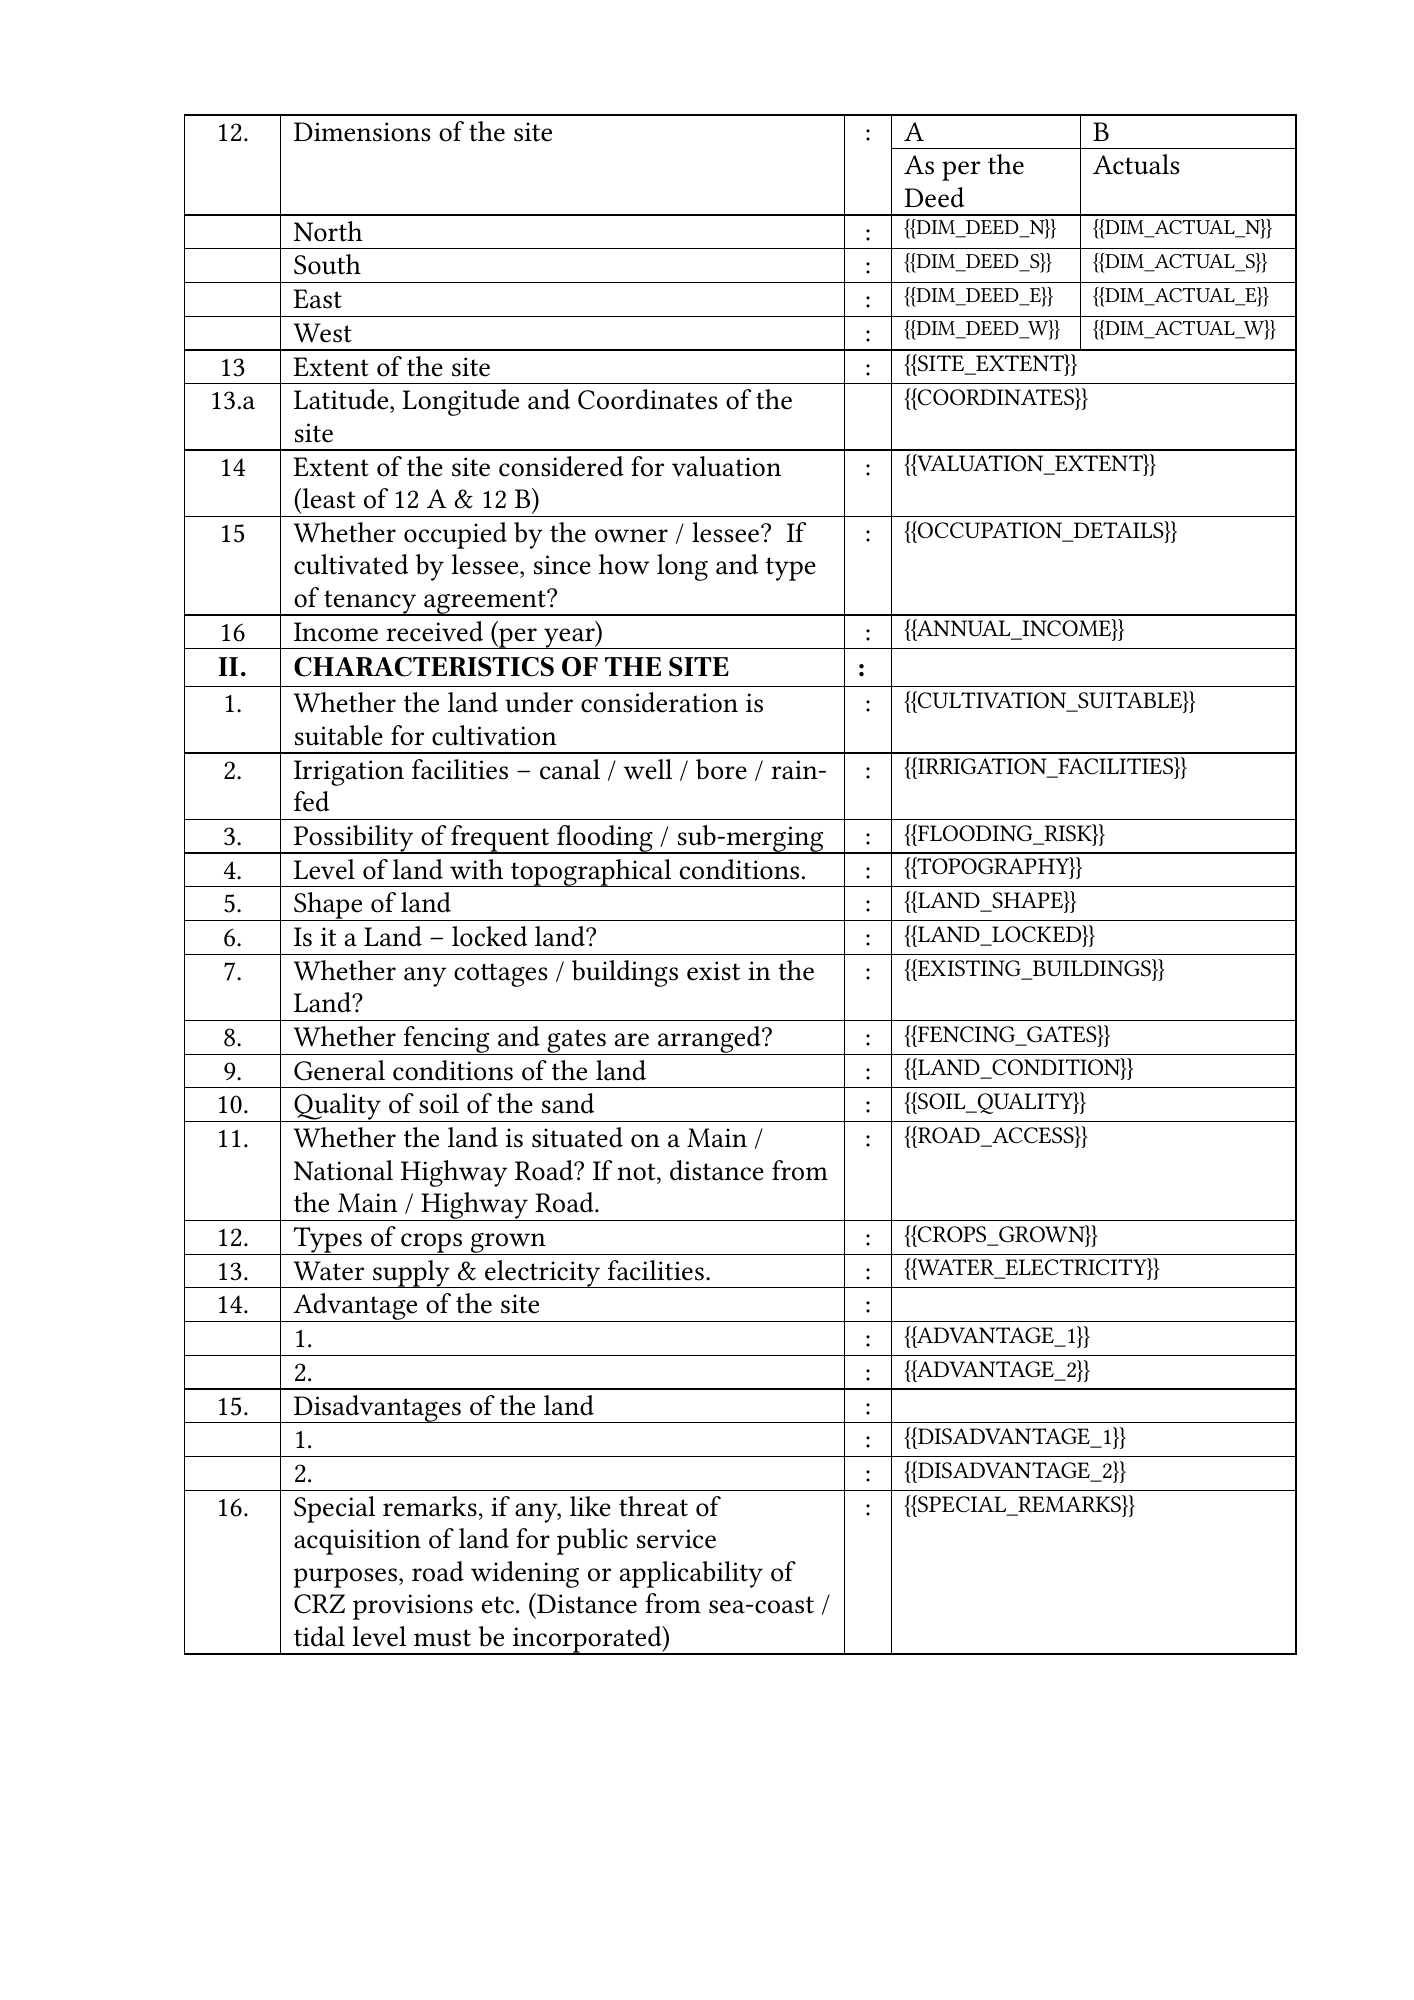 12. Dimensions of the site : A B
As per the Actuals
Deed
North : {{DIM_DEED_N}} {{DIM_ACTUAL_N}}
South : {{DIM_DEED_S}} {{DIM_ACTUAL_S}}
East : {{DIM_DEED_E}} {{DIM_ACTUAL_E}}
West : {{DIM_DEED_W}} {{DIM_ACTUAL_W}}
13 Extent of the site : {{SITE_EXTENT}}
13.a Latitude, Longitude and Coordinates of the {{COORDINATES}}
site
14 Extent of the site considered for valuation : {{VALUATION_EXTENT}}
(least of 12 A & 12 B)
15 Whether occupied by the owner / lessee?  If : {{OCCUPATION_DETAILS}}
cultivated by lessee, since how long and type
of tenancy agreement?
16 Income received (per year) : {{ANNUAL_INCOME}}
II. CHARACTERISTICS OF THE SITE :
1. Whether the land under consideration is : {{CULTIVATION_SUITABLE}}
suitable for cultivation
2. Irrigation facilities – canal / well / bore / rain- : {{IRRIGATION_FACILITIES}}
fed
3. Possibility of frequent flooding / sub-merging : {{FLOODING_RISK}}
4. Level of land with topographical conditions. : {{TOPOGRAPHY}}
5. Shape of land : {{LAND_SHAPE}}
6. Is it a Land – locked land? : {{LAND_LOCKED}}
7. Whether any cottages / buildings exist in the : {{EXISTING_BUILDINGS}}
Land?
8. Whether fencing and gates are arranged? : {{FENCING_GATES}}
9. General conditions of the land : {{LAND_CONDITION}}
10. Quality of soil of the sand : {{SOIL_QUALITY}}
11. Whether the land is situated on a Main / : {{ROAD_ACCESS}}
National Highway Road? If not, distance from
the Main / Highway Road.
12. Types of crops grown : {{CROPS_GROWN}}
13. Water supply & electricity facilities. : {{WATER_ELECTRICITY}}
14. Advantage of the site :
1. : {{ADVANTAGE_1}}
2. : {{ADVANTAGE_2}}
15. Disadvantages of the land :
1. : {{DISADVANTAGE_1}}
2. : {{DISADVANTAGE_2}}
16. Special remarks, if any, like threat of : {{SPECIAL_REMARKS}}
acquisition of land for public service
purposes, road widening or applicability of
CRZ provisions etc. (Distance from sea-coast /
tidal level must be incorporated)